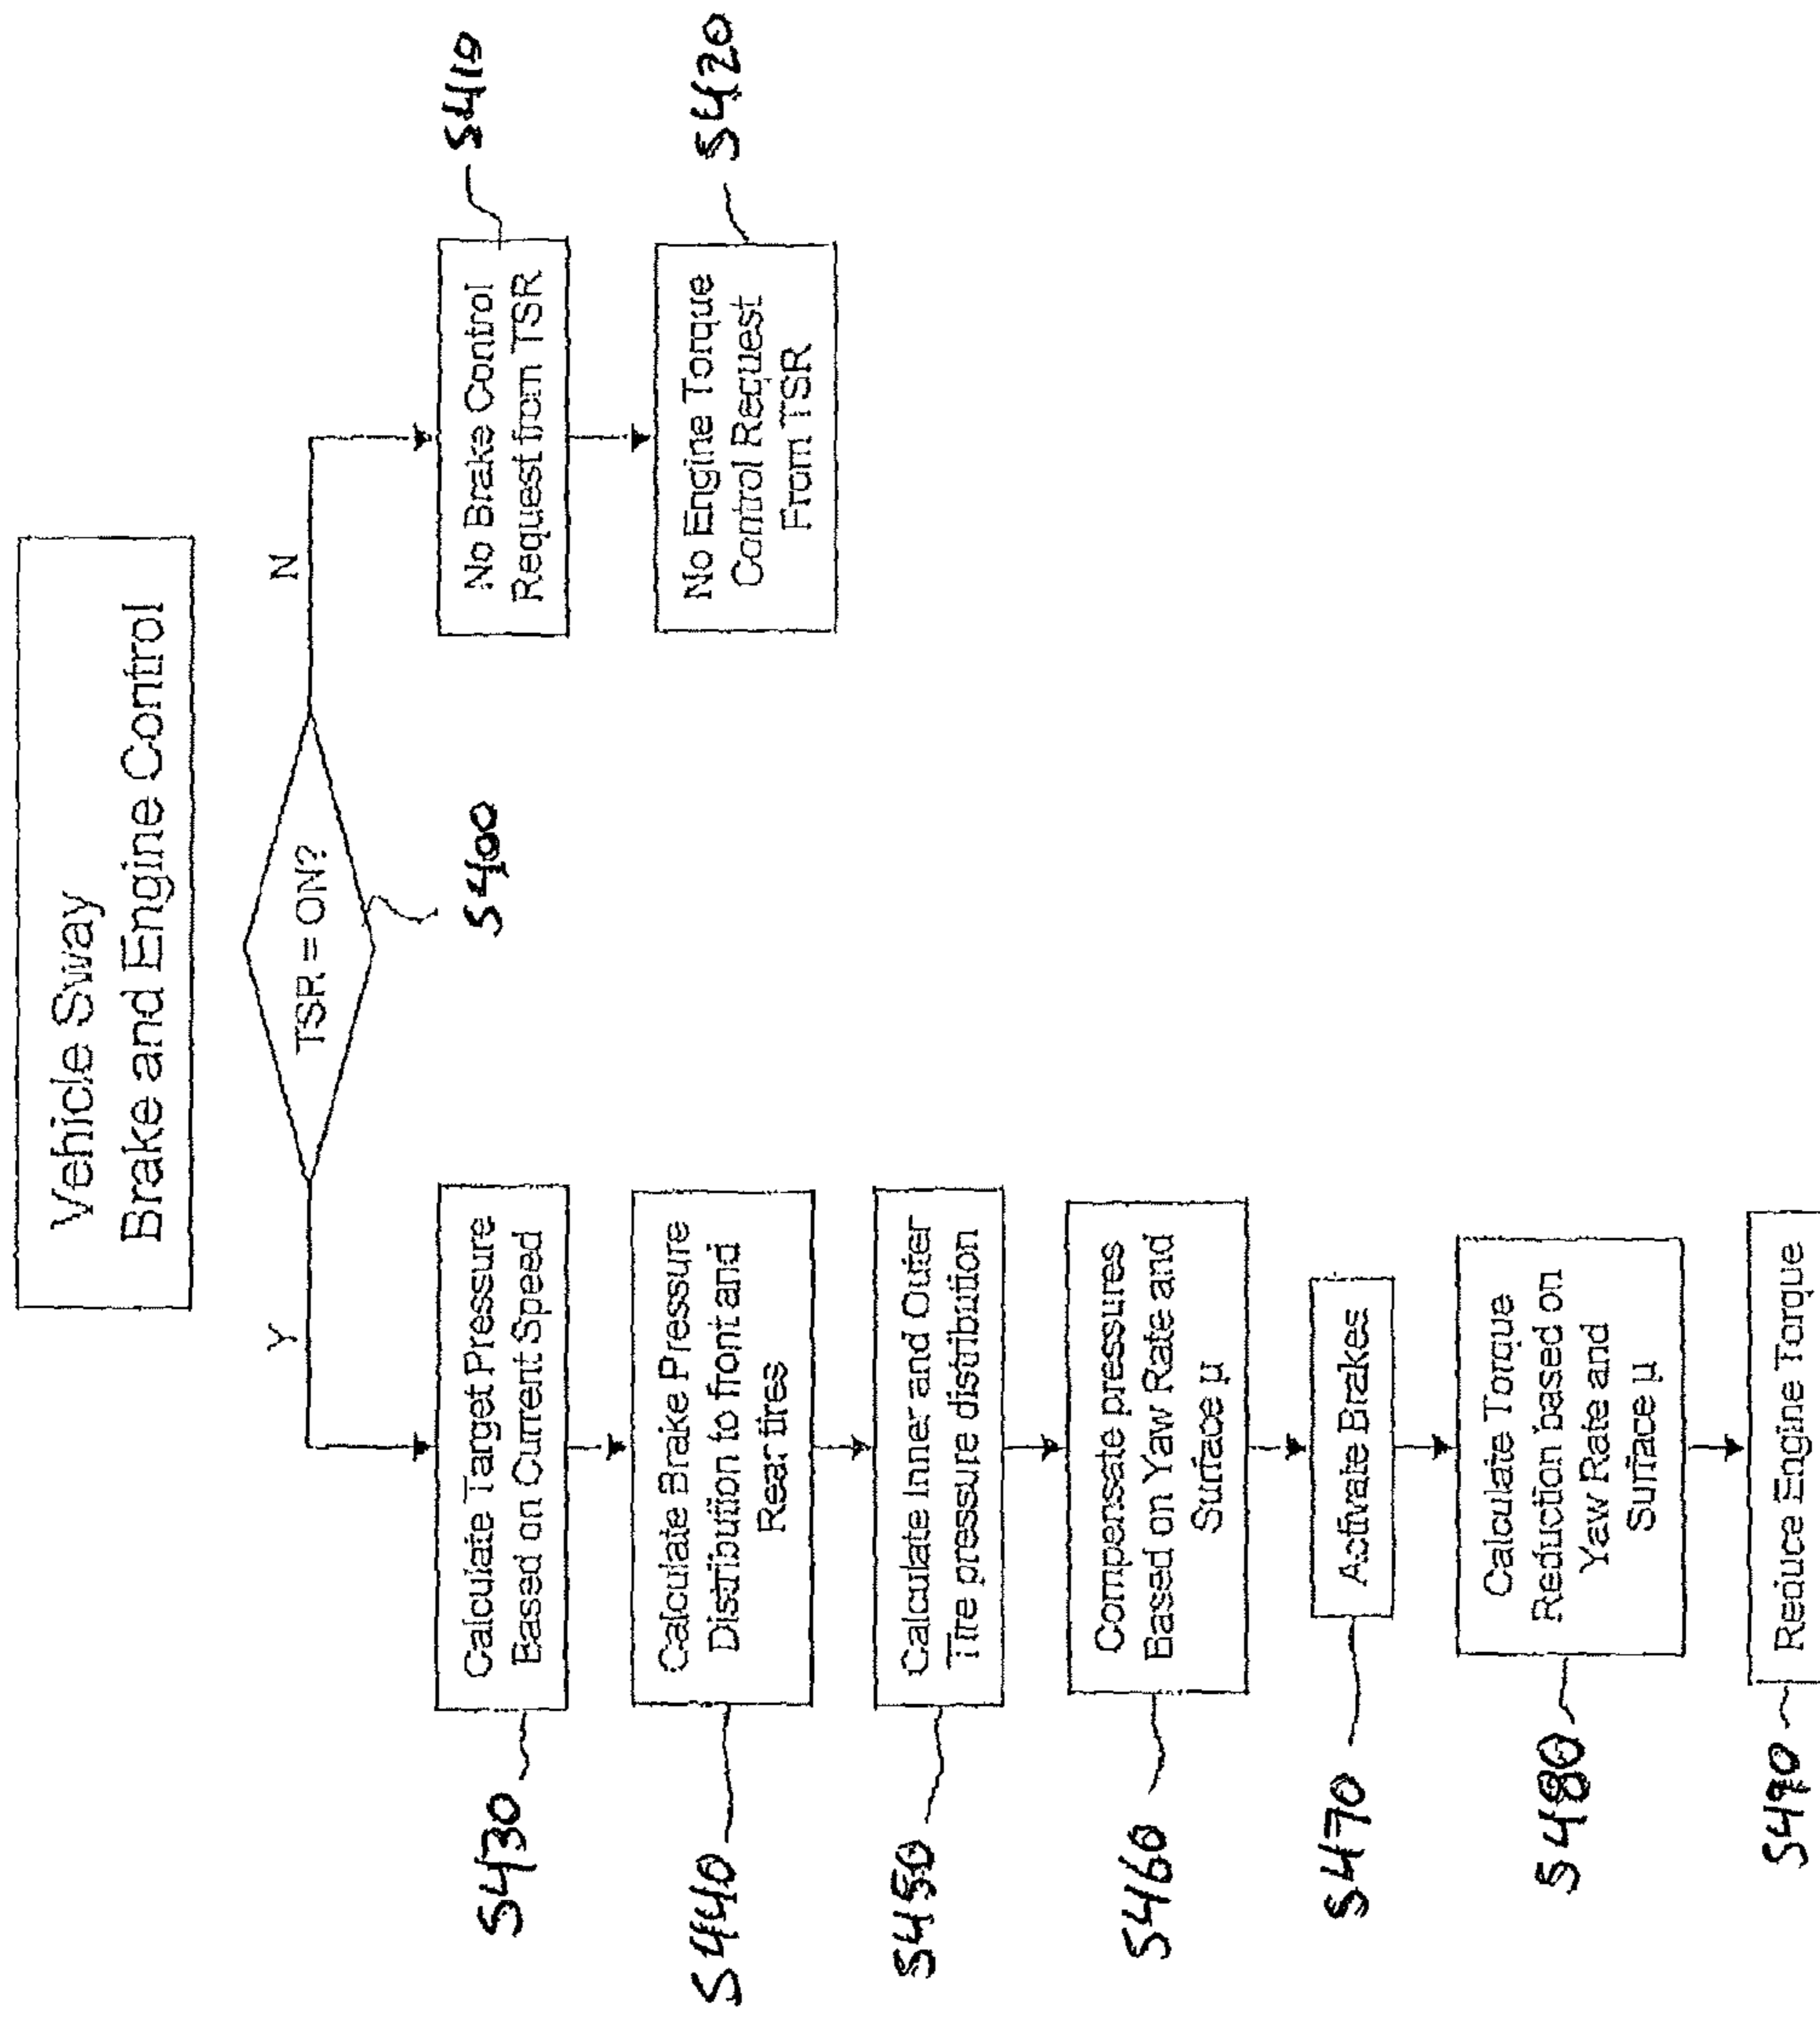 Vehicle Sway
Brake and Engine Control
TSR = ON?
S400
Y
N
Calculate Target Pressure
Based on Current Speed
S430
Calculate Brake Pressure
Distribution to front and
Rear tires
S440
Calculate Inner and Outer
Tire pressure distribution
S450
Compensate pressures
Based on Yaw Rate and
Surface µ
S460
Activate Brakes
S470
Calculate Torque
Reduction based on
Yaw Rate and
Surface µ
S480
Reduce Engine Torque
S490
No Brake Control
Request from TSR
S410
No Engine Torque
Control Request
From TSR
S420